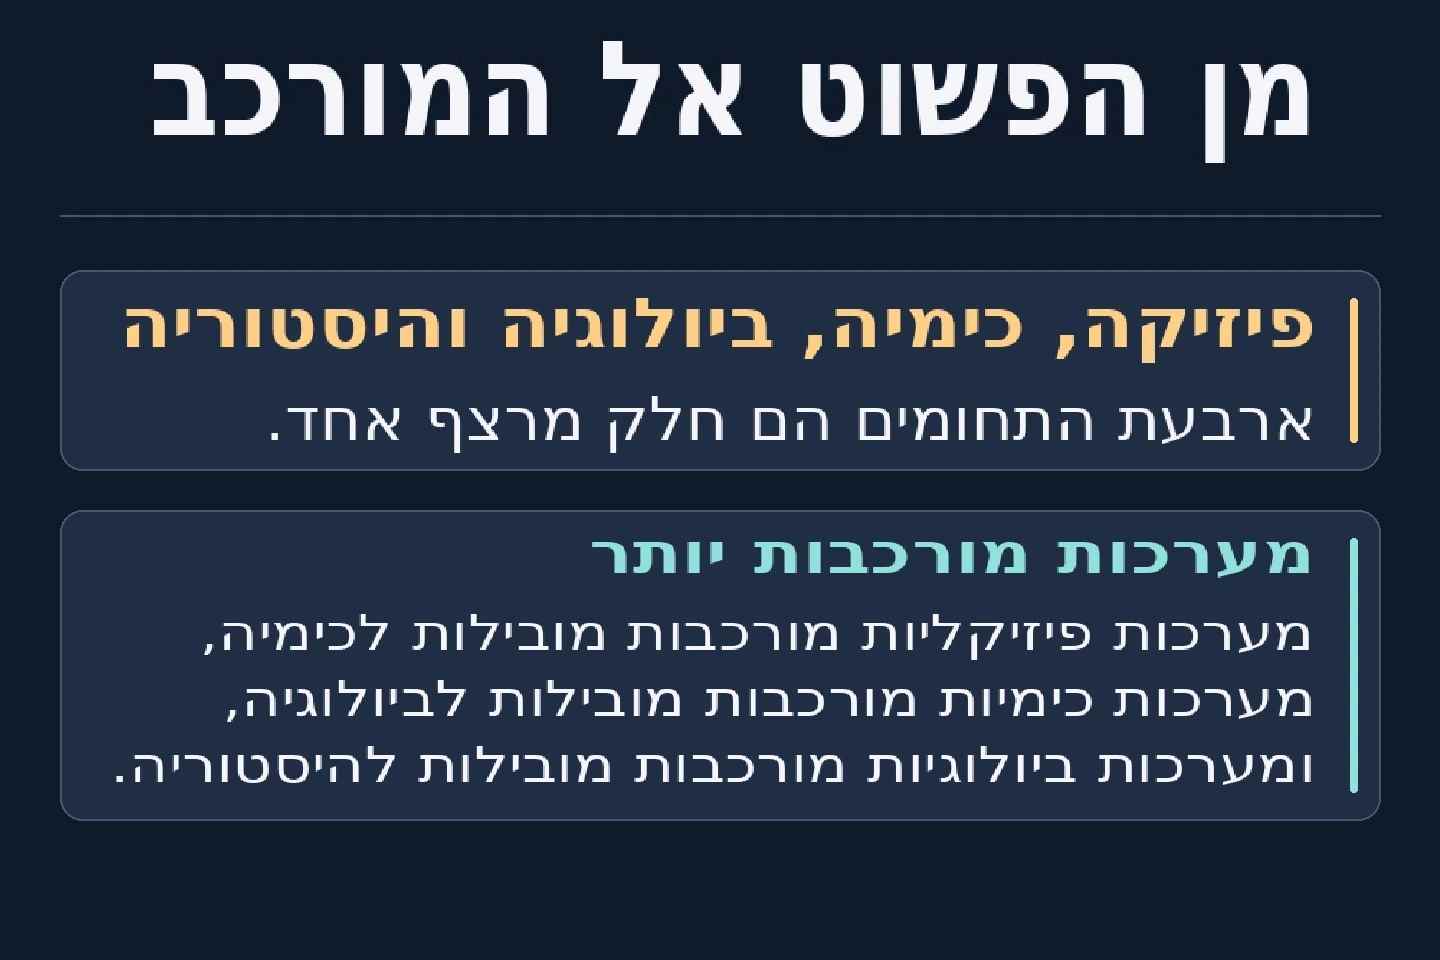 מן הפשוט אל המורכב
פיזיקה, כימיה, ביולוגיה והיסטוריה
ארבעת התחומים הם חלק מרצף אחד.
מערכות מורכבות יותר
מערכות פיזיקליות מורכבות מובילות לכימיה,
מערכות כימיות מורכבות מובילות לביולוגיה,
ומערכות ביולוגיות מורכבות מובילות להיסטוריה.